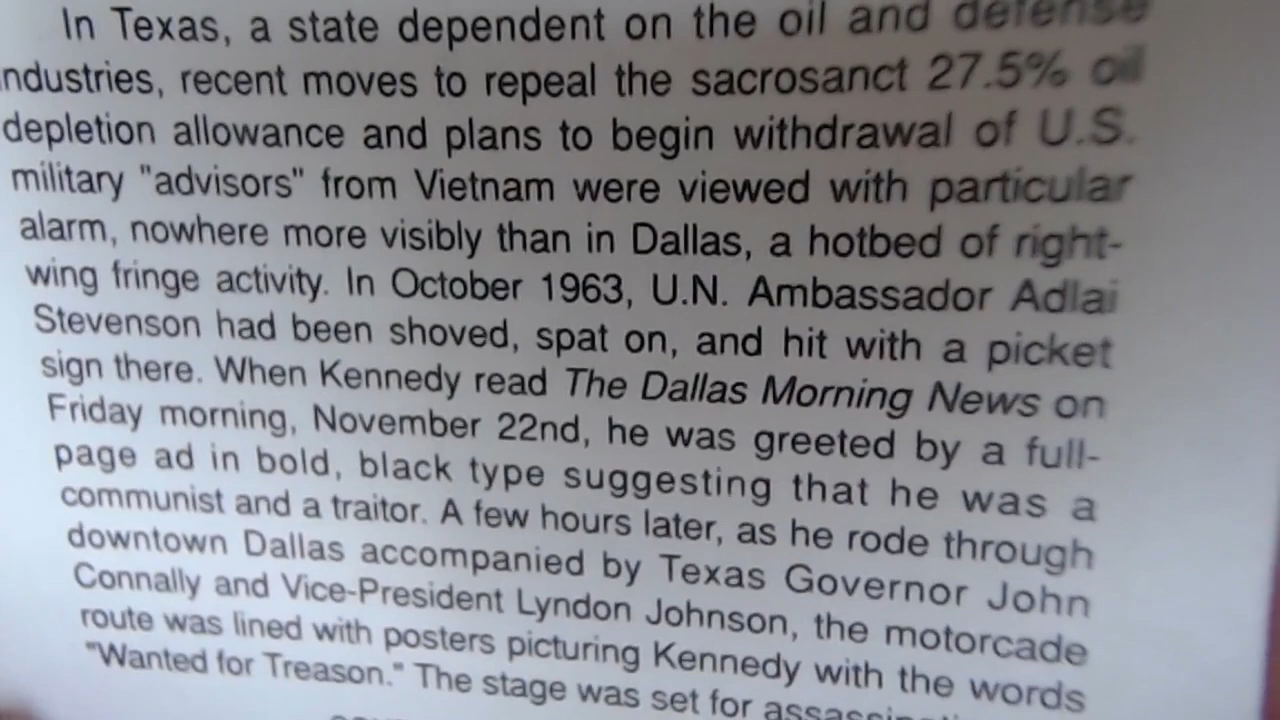 In Texas, a state dependent on the oil and defense
ndustries, recent moves to repeal the sacrosanct 27.5% oil
depletion allowance and plans to begin withdrawal of U.S.
military "advisors" from Vietnam were viewed with particular
alarm, nowhere more visibly than in Dallas, a hotbed of right-
wing fringe activity. In October 1963, U.N. Ambassador Adlai
Stevenson had been shoved, spat on, and hit with a picket
sign there. When Kennedy read The Dallas Morning News on
Friday morning, November 22nd, he was greeted by a full-
page ad in bold, black type suggesting that he was a
communist and a traitor. A few hours later, as he rode through
downtown Dallas accompanied by Texas Governor John
Connally and Vice-President Lyndon Johnson, the motorcade
route was lined with posters picturing Kennedy with the words
"Wanted for Treason." The stage was set for